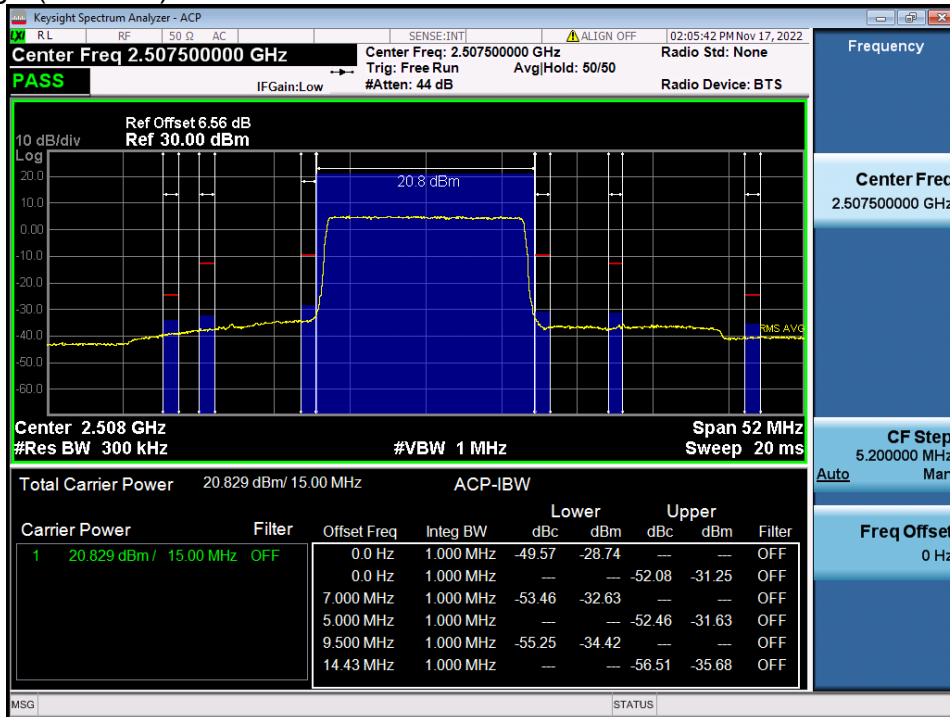 Keysight Spectrum Analyzer - ACP
LXI RL RF 50 Ω AC SENSE:INT ALIGN OFF 02:05:42 PM Nov 17, 2022
Center Freq 2.507500000 GHz Center Freq: 2.507500000 GHz Radio Std: None
Trig: Free Run Avg|Hold: 50/50
PASS IFGain:Low #Atten: 44 dB Radio Device: BTS
Ref Offset 6.56 dB
10 dB/div Ref 30.00 dBm
Log
20.0
20.8 dBm
10.0
0.00
-10.0
-20.0
-30.0
-40.0
RMS AVG
-50.0
-60.0
Center 2.508 GHz Span 52 MHz
#Res BW 300 kHz #VBW 1 MHz Sweep 20 ms
Total Carrier Power 20.829 dBm/ 15.00 MHz ACP-IBW
Lower Upper
Carrier Power Filter Offset Freq Integ BW dBc dBm dBc dBm Filter
1 20.829 dBm / 15.00 MHz OFF 0.0 Hz 1.000 MHz -49.57 -28.74 --- --- OFF
0.0 Hz 1.000 MHz --- --- -52.08 -31.25 OFF
7.000 MHz 1.000 MHz -53.46 -32.63 --- --- OFF
5.000 MHz 1.000 MHz --- --- -52.46 -31.63 OFF
9.500 MHz 1.000 MHz -55.25 -34.42 --- --- OFF
14.43 MHz 1.000 MHz --- --- -56.51 -35.68 OFF
MSG STATUS
Frequency
Center Freq
2.507500000 GHz
CF Step
5.200000 MHz
Auto Man
Freq Offset
0 Hz